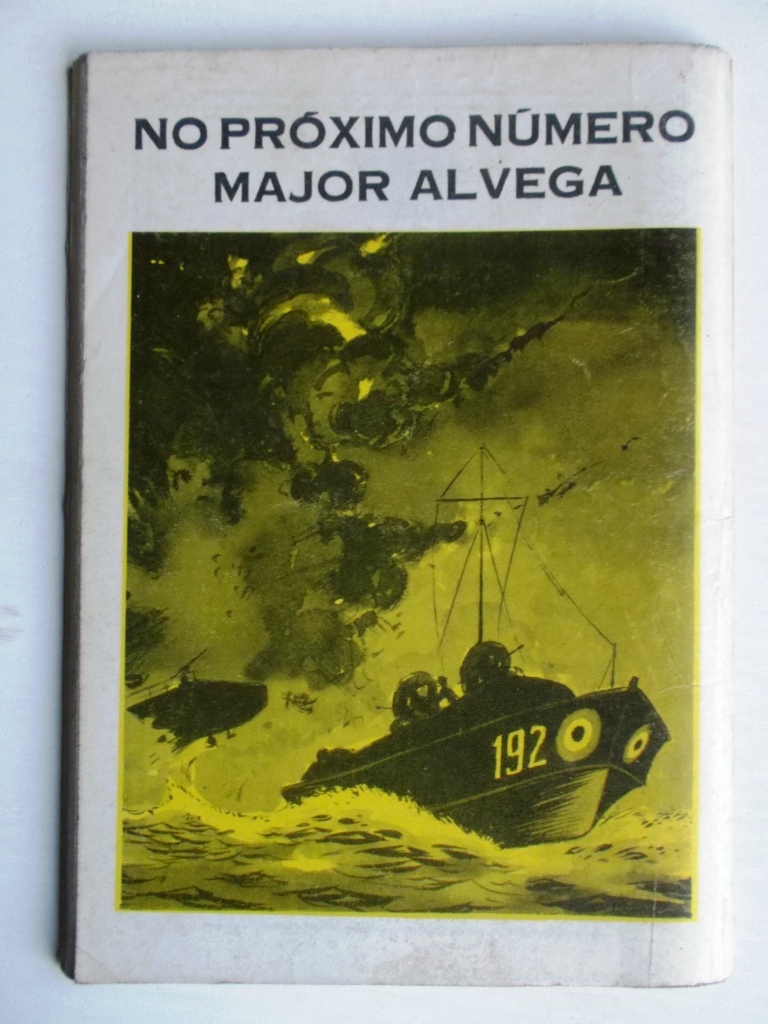 NO PRÓXIMO NÚMERO
MAJOR ALVEGA
192